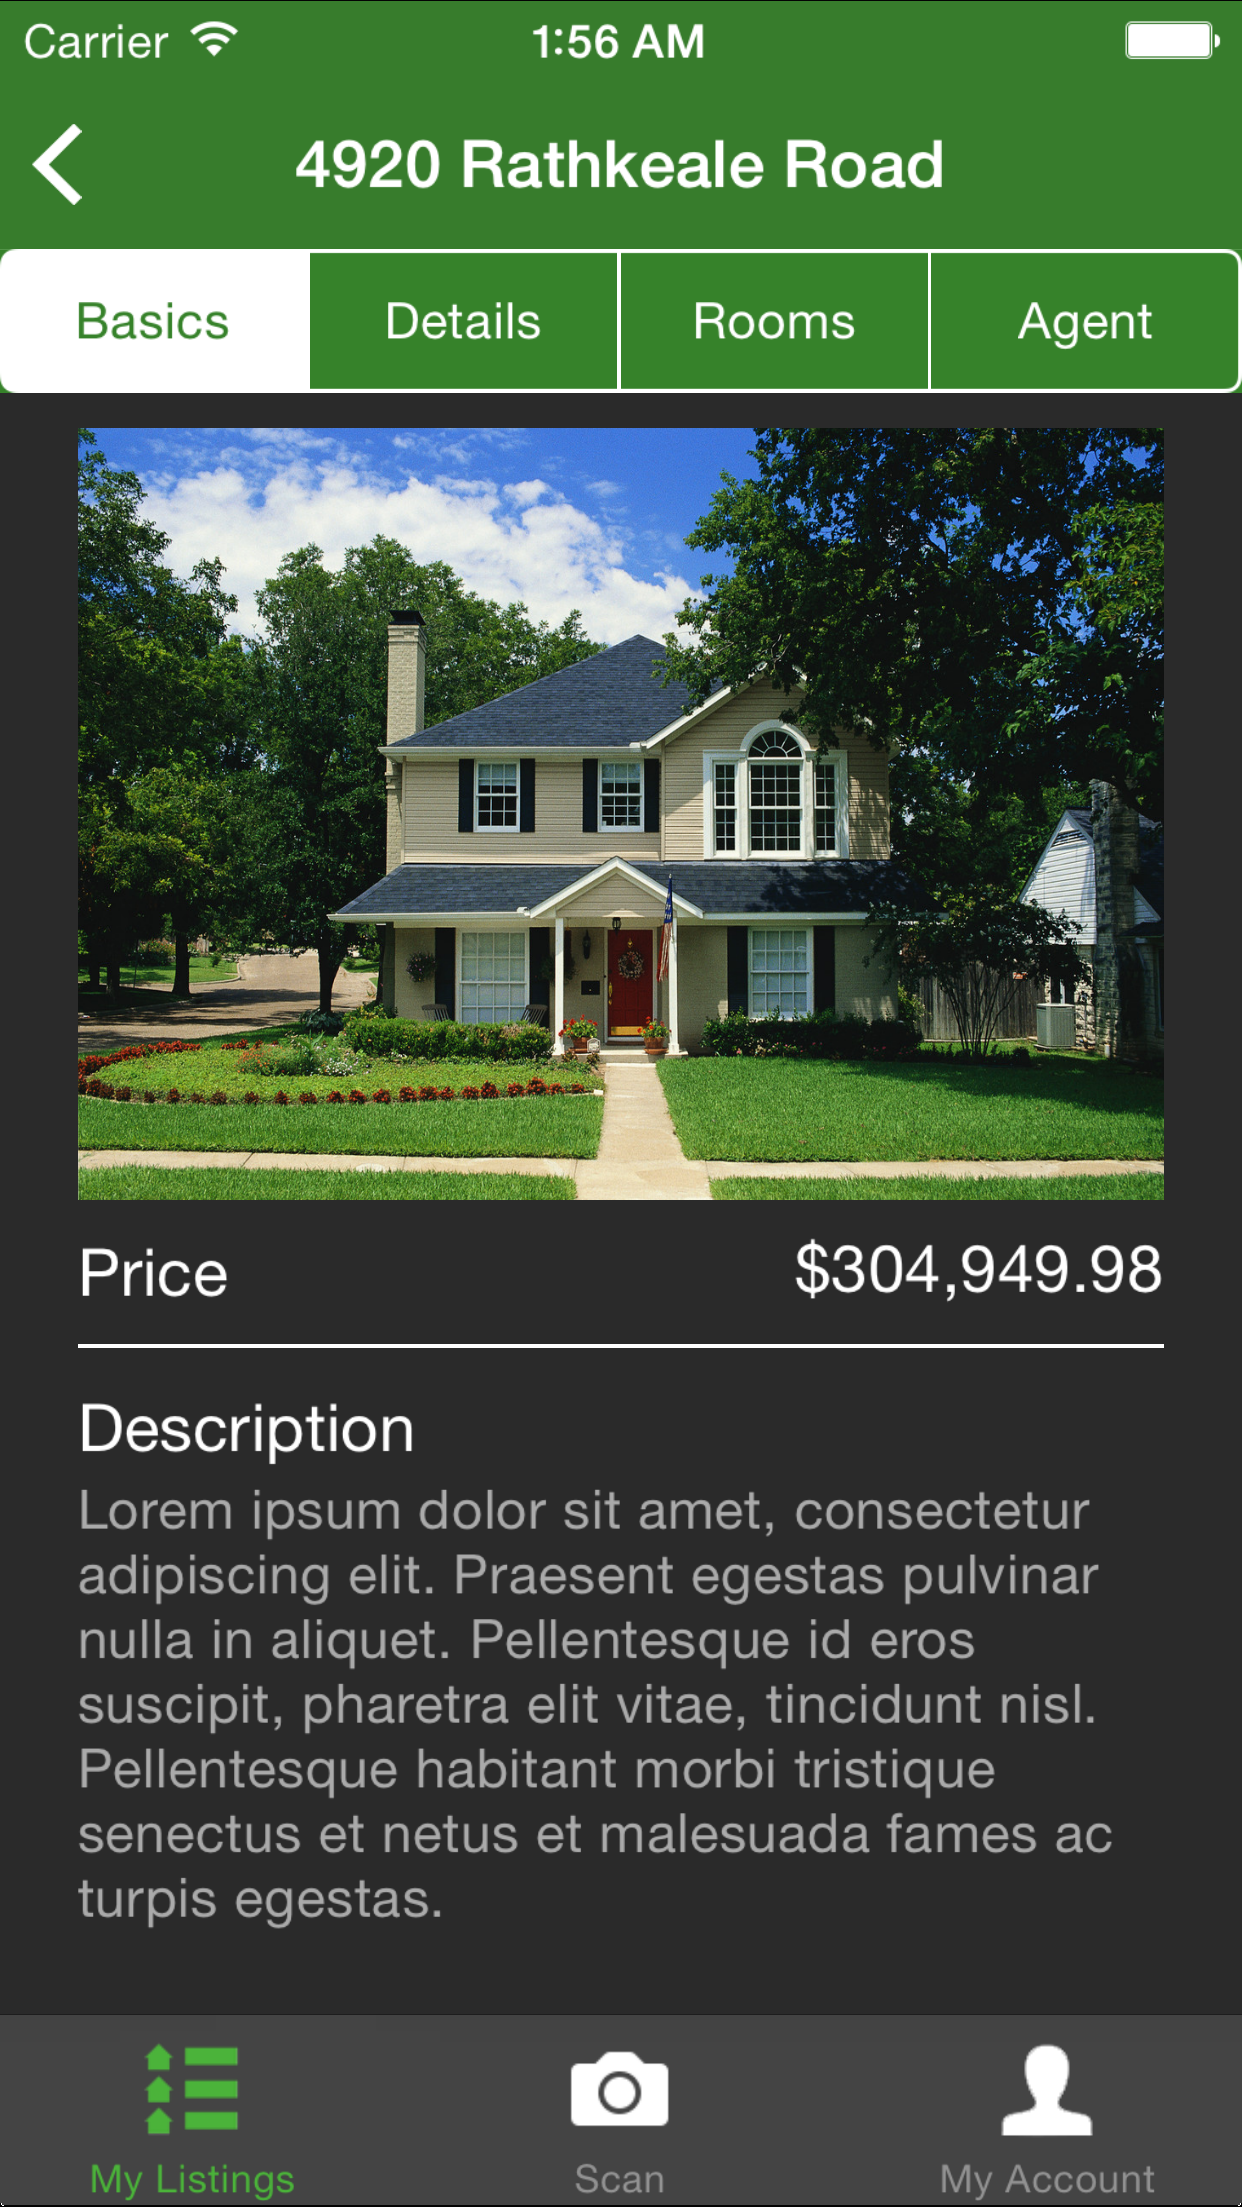 Carrier 1:56 AM
4920 Rathkeale Road
Basics Details Rooms Agent
Price $304,949.98
Description
Lorem ipsum dolor sit amet, consectetur
adipiscing elit. Praesent egestas pulvinar
nulla in aliquet. Pellentesque id eros
suscipit, pharetra elit vitae, tincidunt nisl.
Pellentesque habitant morbi tristique
senectus et netus et malesuada fames ac
turpis egestas.
My Listings Scan My Account